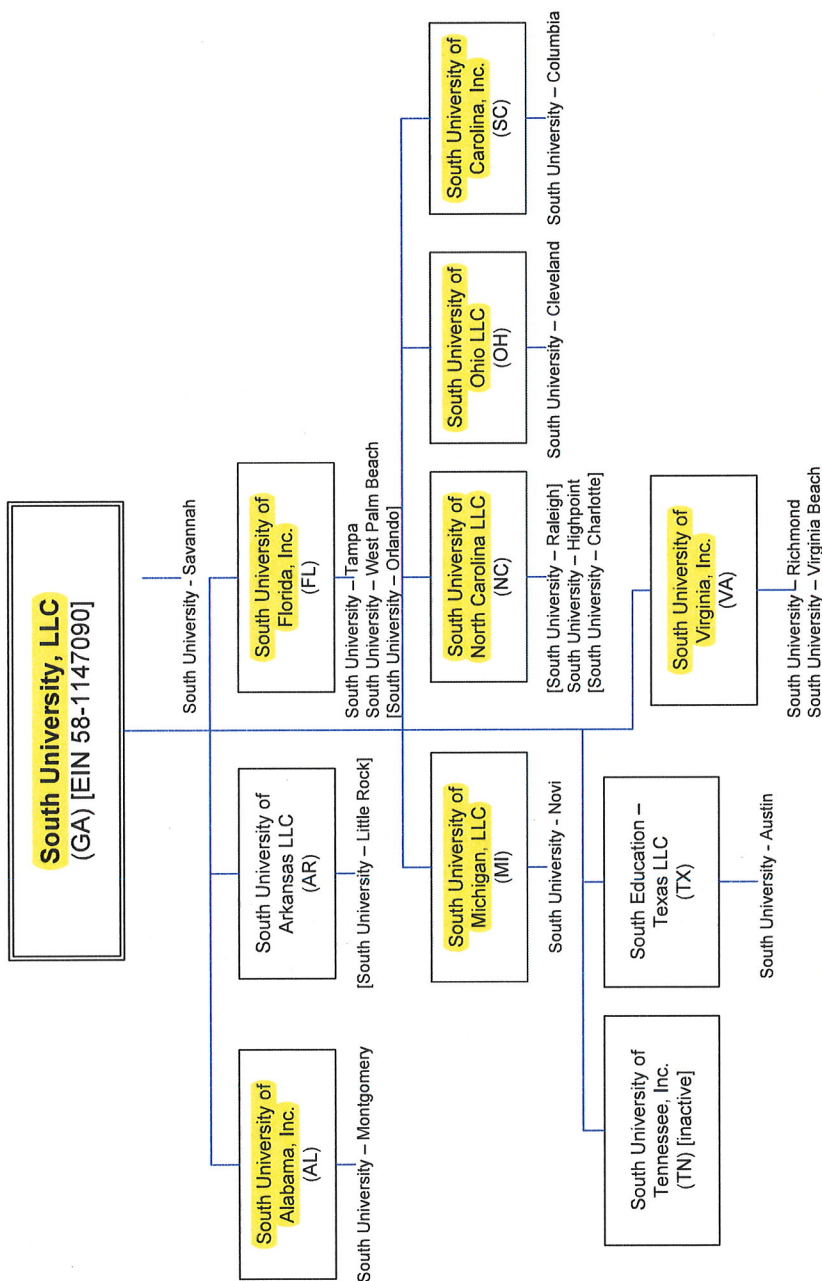 South University, LLC
(GA) [EIN 58-1147090]
South University - Savannah
South University of
Alabama, Inc.
(AL)
South University – Montgomery
South University of
Arkansas LLC
(AR)
[South University – Little Rock]
South University of
Florida, Inc.
(FL)
South University – Tampa
South University – West Palm Beach
[South University – Orlando]
South University of
Michigan, LLC
(MI)
South University - Novi
South University of
North Carolina LLC
(NC)
[South University – Raleigh]
South University – Highpoint
[South University – Charlotte]
South University of
Ohio LLC
(OH)
South University – Cleveland
South University of
Carolina, Inc.
(SC)
South University – Columbia
South University of
Tennessee, Inc.
(TN) [inactive]
South Education –
Texas LLC
(TX)
South University - Austin
South University of
Virginia, Inc.
(VA)
South University – Richmond
South University – Virginia Beach